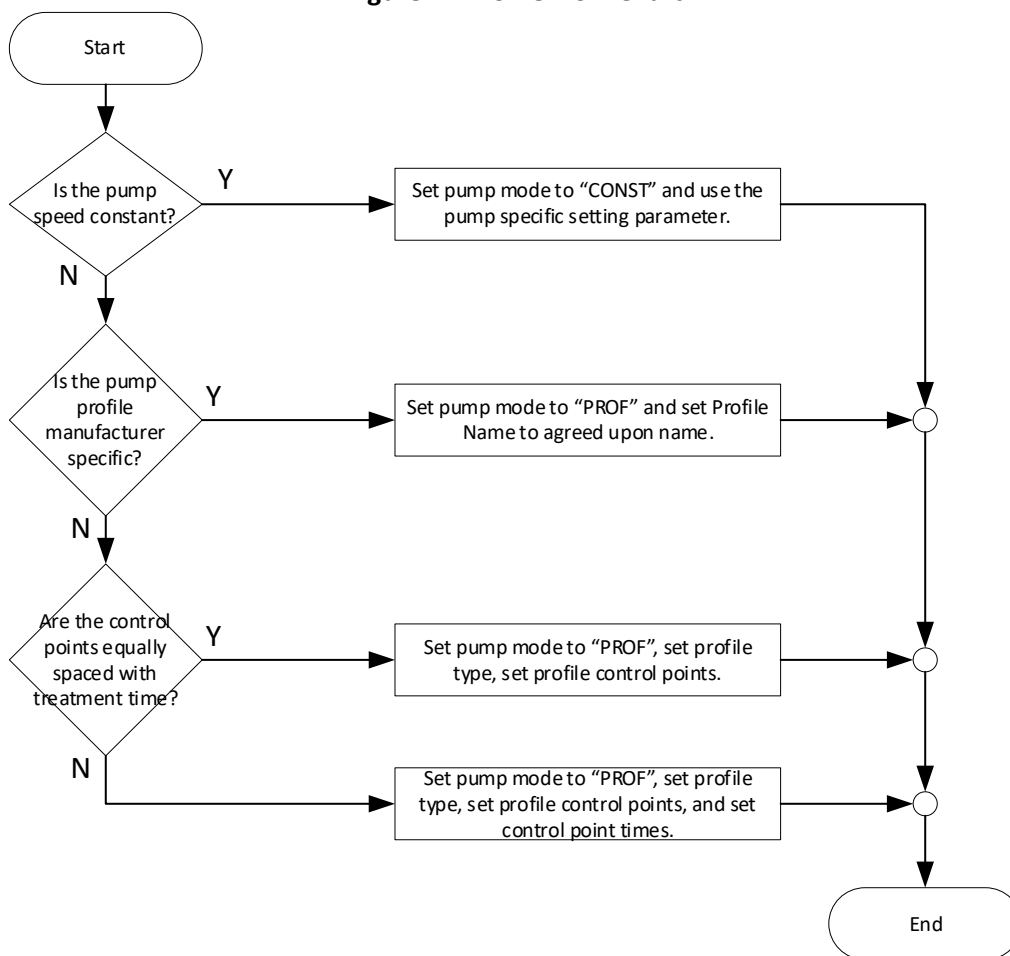 Start
Is the pump
speed constant?
Y
Set pump mode to “CONST” and use the
pump specific setting parameter.
N
Is the pump
profile
manufacturer
specific?
Y
Set pump mode to “PROF” and set Profile
Name to agreed upon name.
N
Are the control
points equally
spaced with
treatment time?
Y
Set pump mode to “PROF”, set profile
type, set profile control points.
N
Set pump mode to “PROF”, set profile
type, set profile control points, and set
control point times.
End